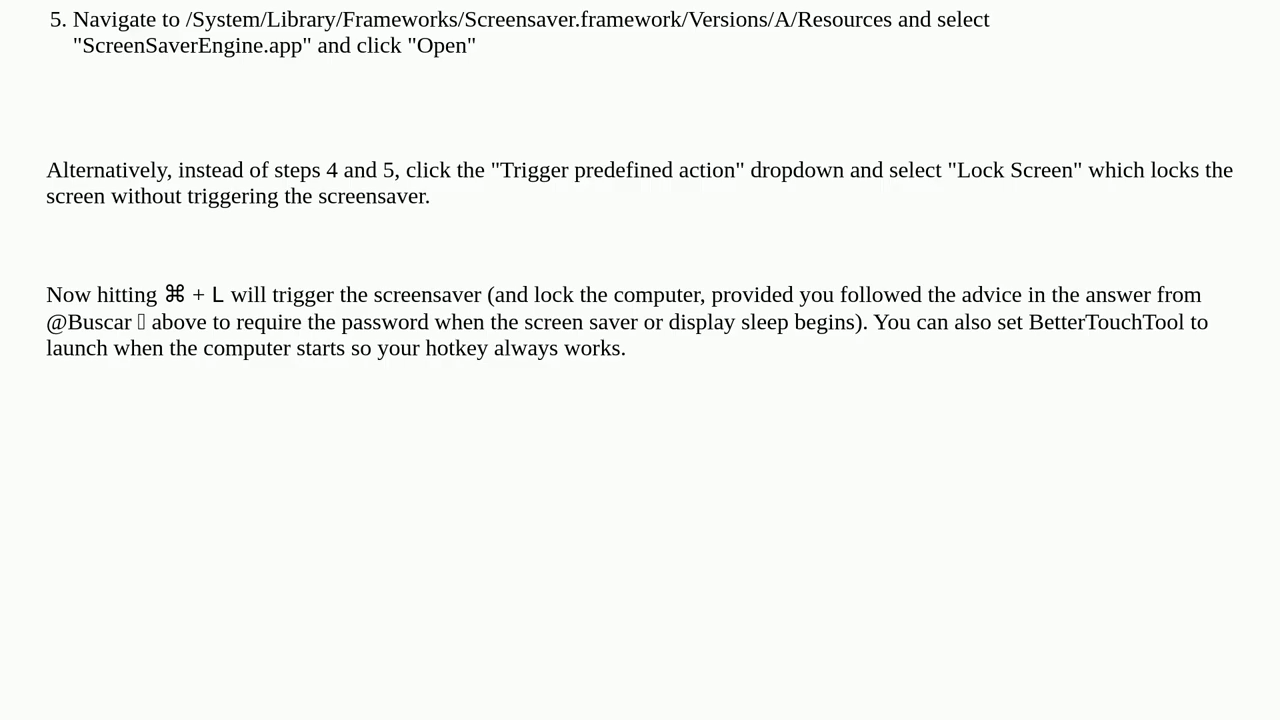 5. Navigate to /System/Library/Frameworks/Screensaver.framework/Versions/A/Resources and select
"ScreenSaverEngine.app" and click "Open"
Alternatively, instead of steps 4 and 5, click the "Trigger predefined action" dropdown and select "Lock Screen" which locks the
screen without triggering the screensaver.
Now hitting ⌘ + L will trigger the screensaver (and lock the computer, provided you followed the advice in the answer from
@Buscar  above to require the password when the screen saver or display sleep begins). You can also set BetterTouchTool to
launch when the computer starts so your hotkey always works.